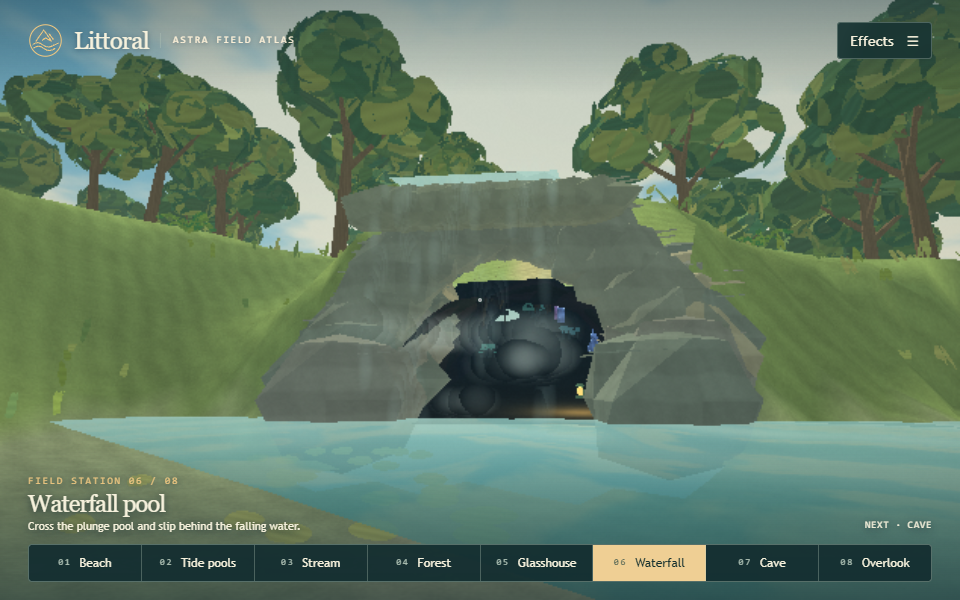 Littoral
ASTRA FIELD ATLAS
Effects
FIELD STATION 06 / 08
Waterfall pool
Cross the plunge pool and slip behind the falling water.
NEXT · CAVE
01 Beach
02 Tide pools
03 Stream
04 Forest
05 Glasshouse
06 Waterfall
07 Cave
08 Overlook